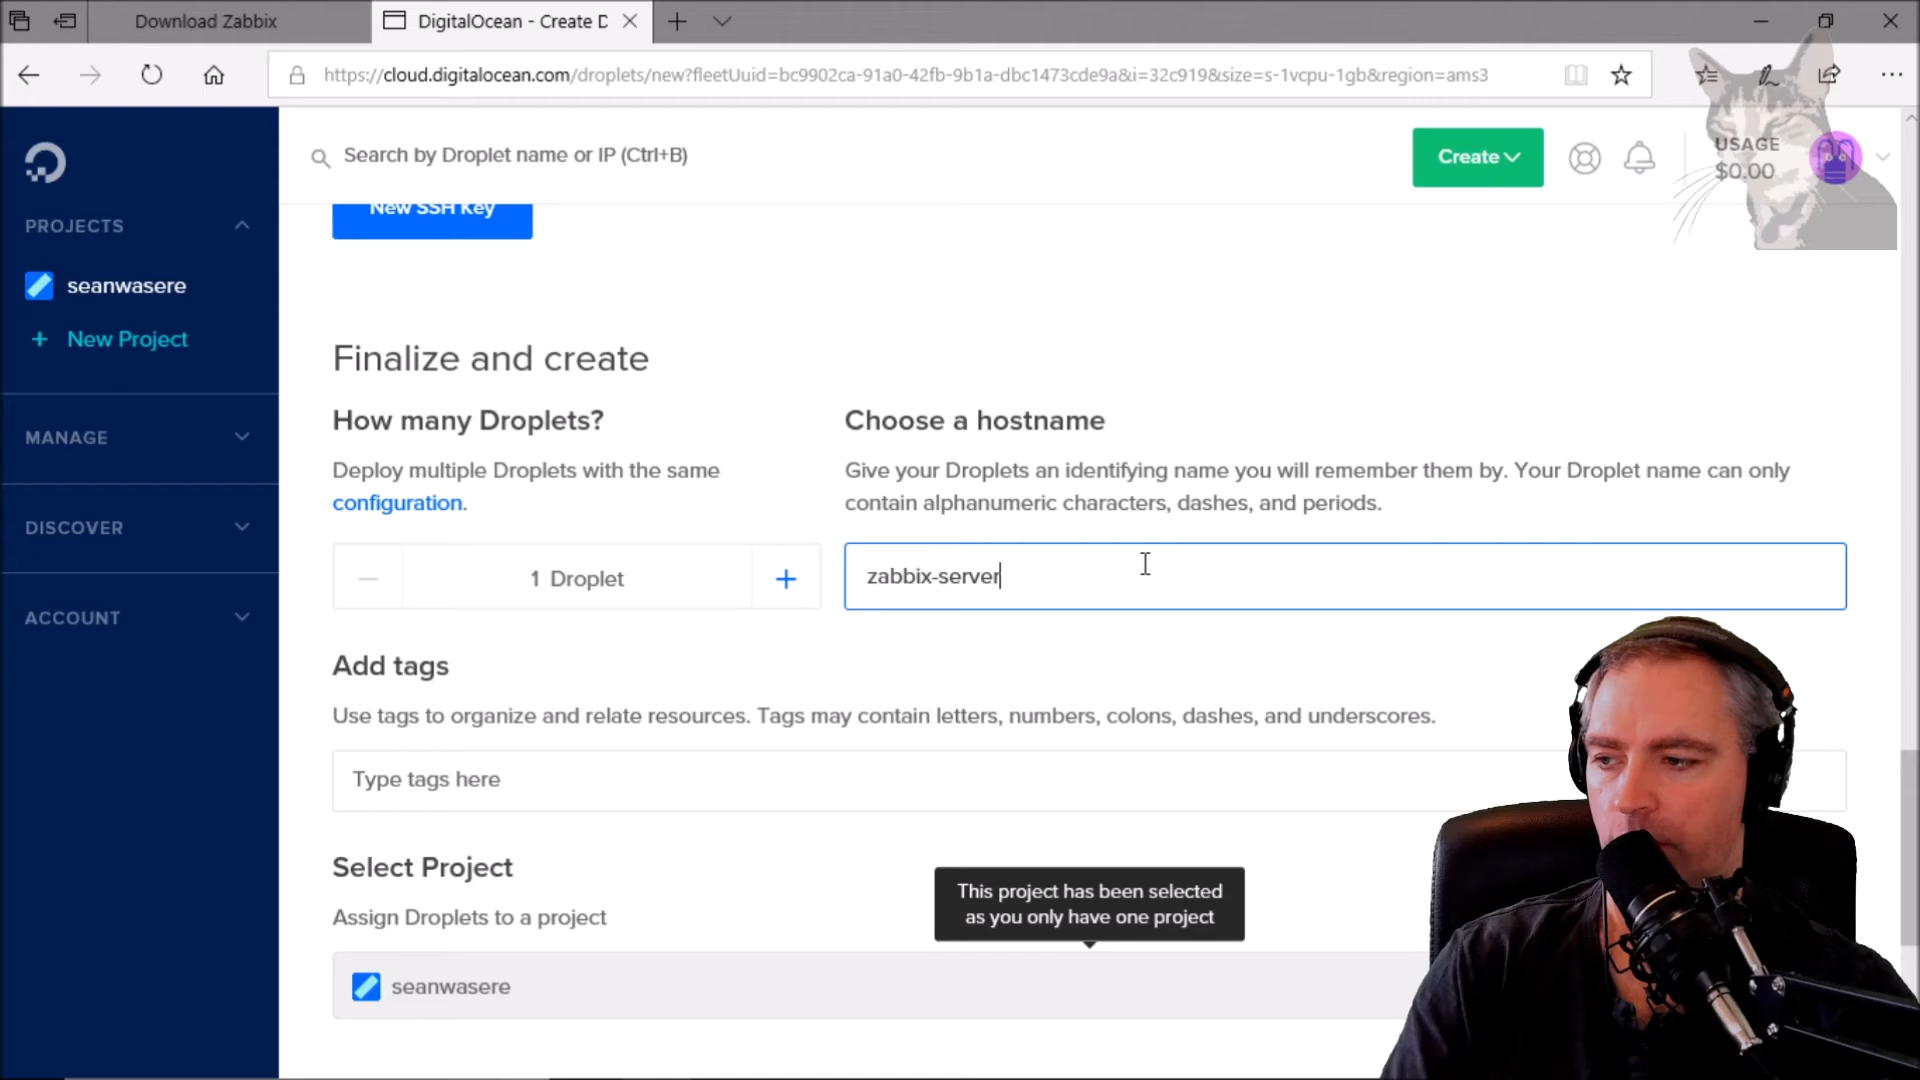 Download Zabbix
DigitalOcean - Create D
https://cloud.digitalocean.com/droplets/new?fleetUuid=bc9902ca-91a0-42fb-9b1a-dbc1473cde9a&i=32c919&size=s-1vcpu-1gb&region=ams3
Search by Droplet name or IP (Ctrl+B)
Create
USAGE
$0.00
PROJECTS
seanwasere
+ New Project
MANAGE
DISCOVER
ACCOUNT
New SSH Key
Finalize and create
How many Droplets?
Deploy multiple Droplets with the same
configuration.
1 Droplet
Choose a hostname
Give your Droplets an identifying name you will remember them by. Your Droplet name can only
contain alphanumeric characters, dashes, and periods.
zabbix-server
Add tags
Use tags to organize and relate resources. Tags may contain letters, numbers, colons, dashes, and underscores.
Type tags here
Select Project
Assign Droplets to a project
This project has been selected
as you only have one project
seanwasere